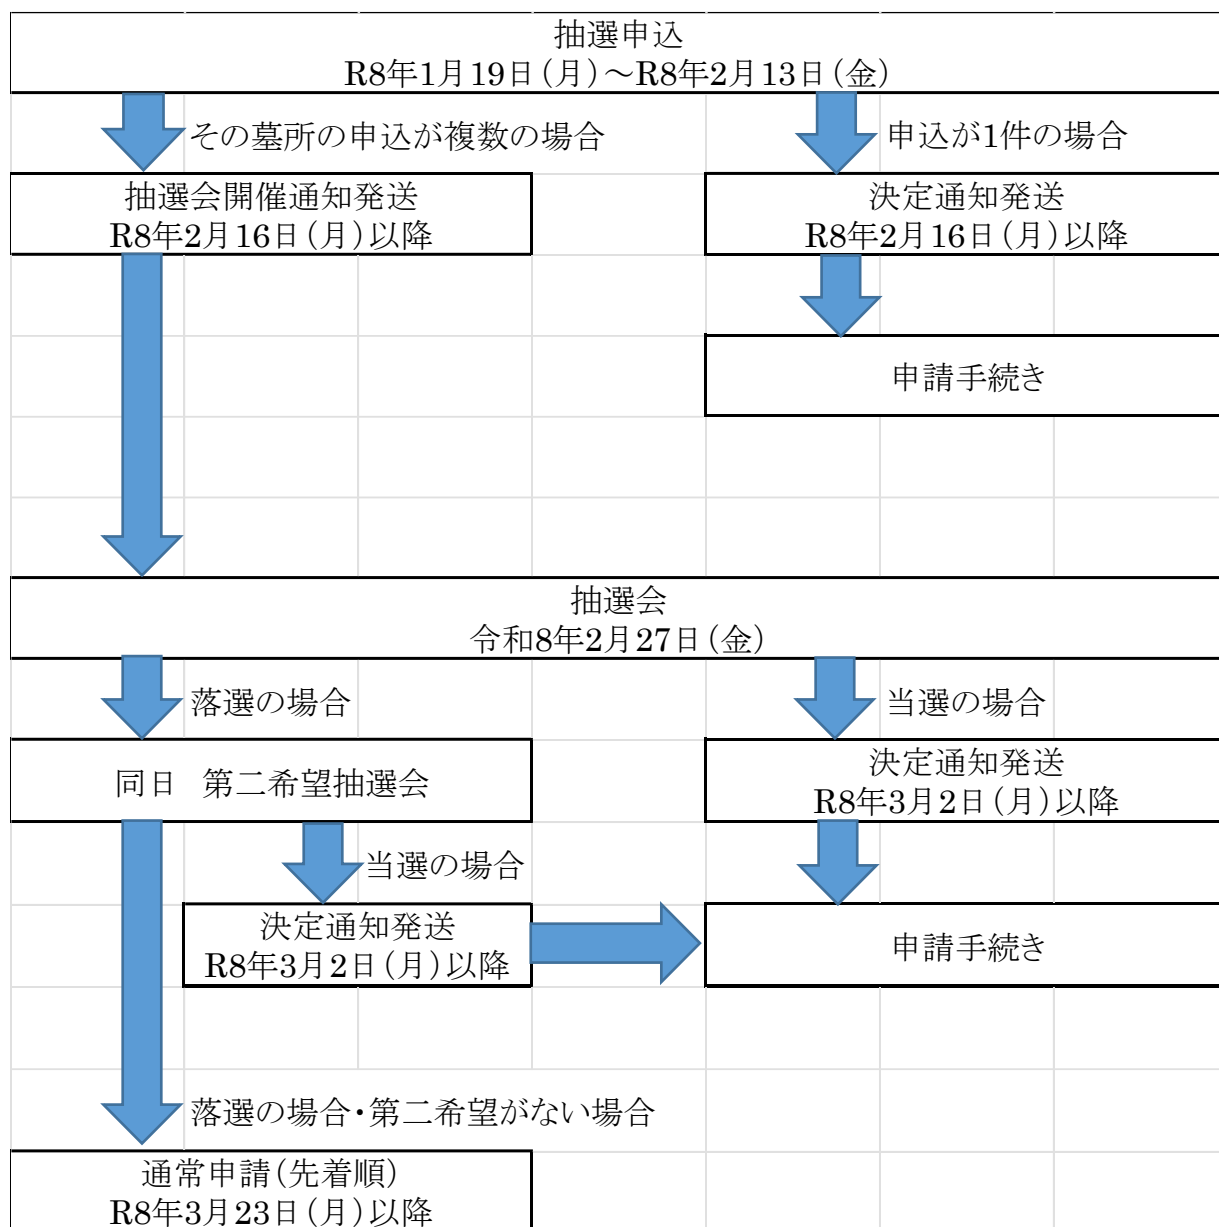 抽選申込
R8年1月19日(月)～R8年2月13日(金)
その墓所の申込が複数の場合
申込が1件の場合
抽選会開催通知発送
R8年2月16日(月)以降
決定通知発送
R8年2月16日(月)以降
申請手続き
抽選会
令和8年2月27日(金)
落選の場合
当選の場合
同日　第二希望抽選会
決定通知発送
R8年3月2日(月)以降
当選の場合
決定通知発送
R8年3月2日(月)以降
申請手続き
落選の場合・第二希望がない場合
通常申請(先着順)
R8年3月23日(月)以降